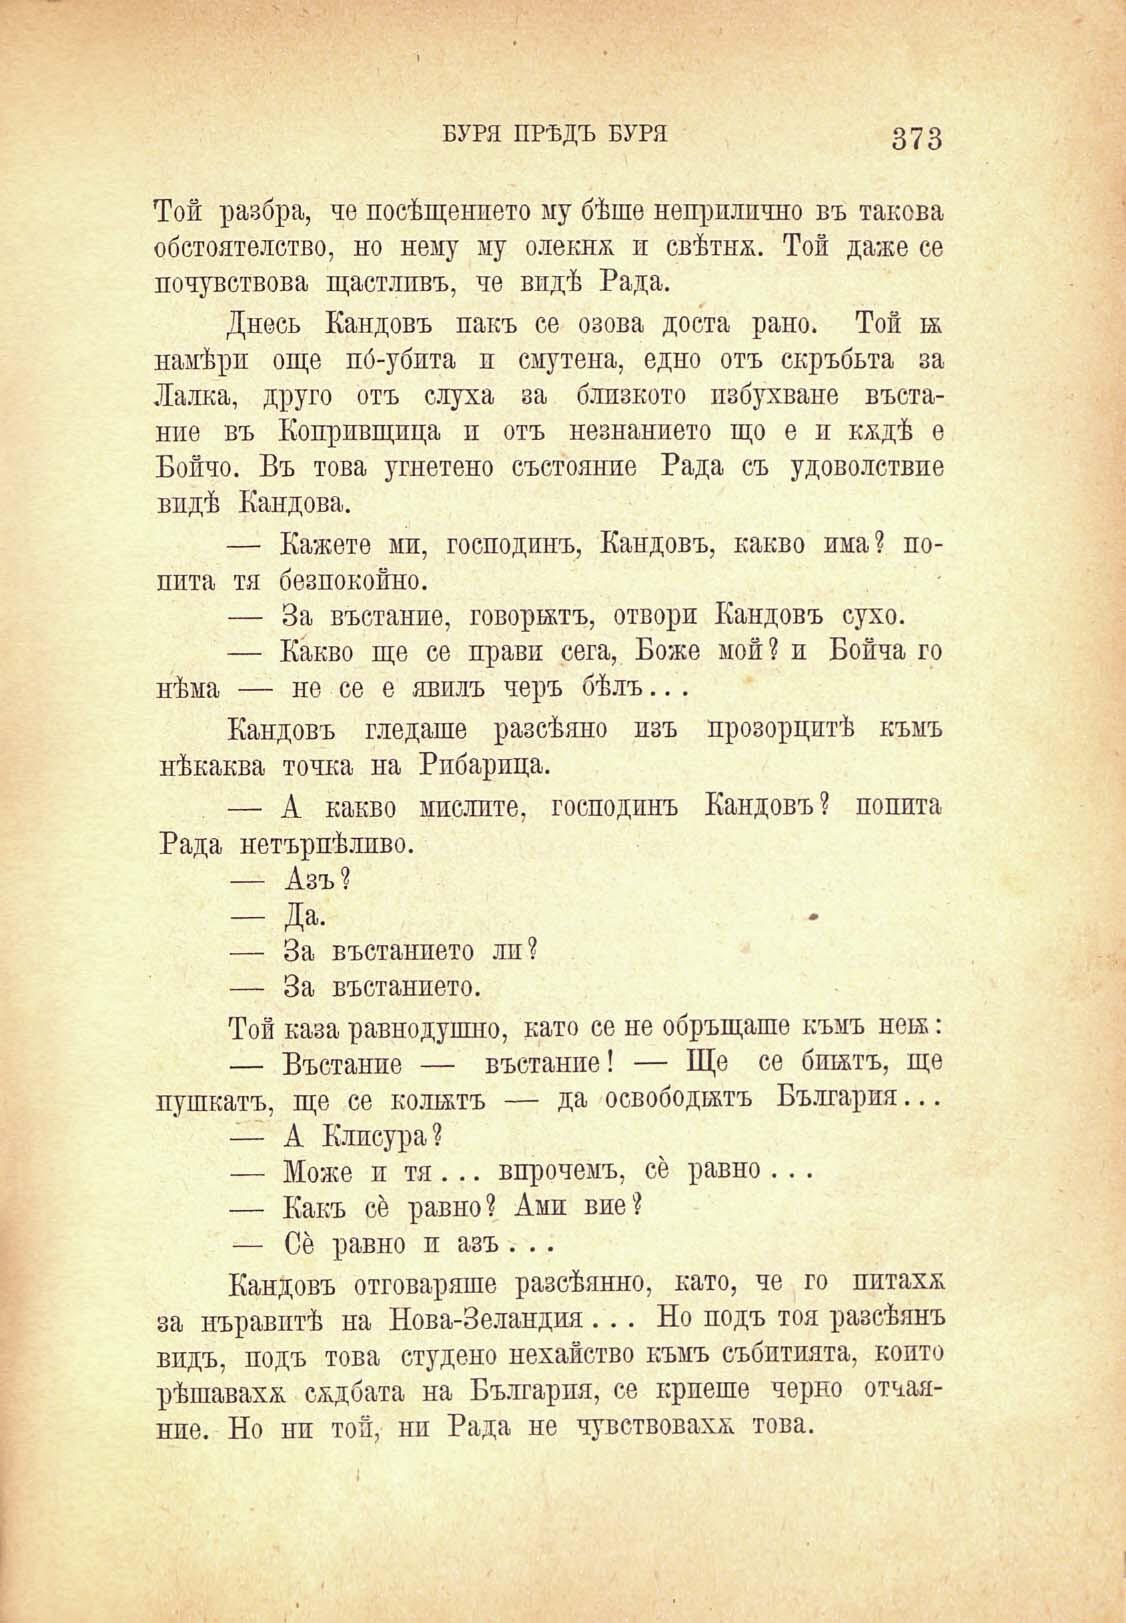 БУРЯ ПРѢДЪ БУРЯ 373
Той разбра, че посѣщението му бѣше неприлично въ такова
обстоятелство, но нему му олекнѫ и свѣтнѫ. Той даже се
почувствова щастливъ, че видѣ Рада.
Днесь Кандовъ пакъ се озова доста рано. Той ѭ
намѣри още по́-убита и смутена, едно отъ скръбьта за
Лалка, друго отъ слуха за близкото избухване въста-
ние въ Копривщица и отъ незнанието що е и кѫдѣ е
Бойчо. Въ това угнетено състояние Рада съ удоволствие
видѣ Кандова.
— Кажете ми, господинъ, Кандовъ, какво има? по-
пита тя безпокойно.
— За въстание, говорѭтъ, отвори Кандовъ сухо.
— Какво ще се прави сега, Боже мой? и Бойча го
нѣма — не се е явилъ черъ бѣлъ...
Кандовъ гледаше разсѣяно изъ прозорцитѣ къмъ
нѣкаква точка на Рибарица.
— А какво мислите, господинъ Кандовъ? попита
Рада нетърпѣливо.
— Азъ?
— Да.
— За въстанието ли?
— За въстанието.
Той каза равнодушно, като се не обръщаше къмъ неѭ:
— Въстание — въстание! — Ще се биѭтъ, ще
пушкатъ, ще се колѭтъ — да освободѭтъ България...
— А Клисура?
— Може и тя... впрочемъ, сѐ равно...
— Какъ сѐ равно? Ами вие?
— Сѐ равно и азъ...
Кандовъ отговаряше разсѣянно, като, че го питахѫ
за нъравитѣ на Нова-Зеландия... Но подъ тоя разсѣянъ
видъ, подъ това студено нехайство къмъ събитията, които
рѣшавахѫ сѫдбата на България, се криеше черно отчая-
ние. Но ни той, ни Рада не чувствовахѫ това.